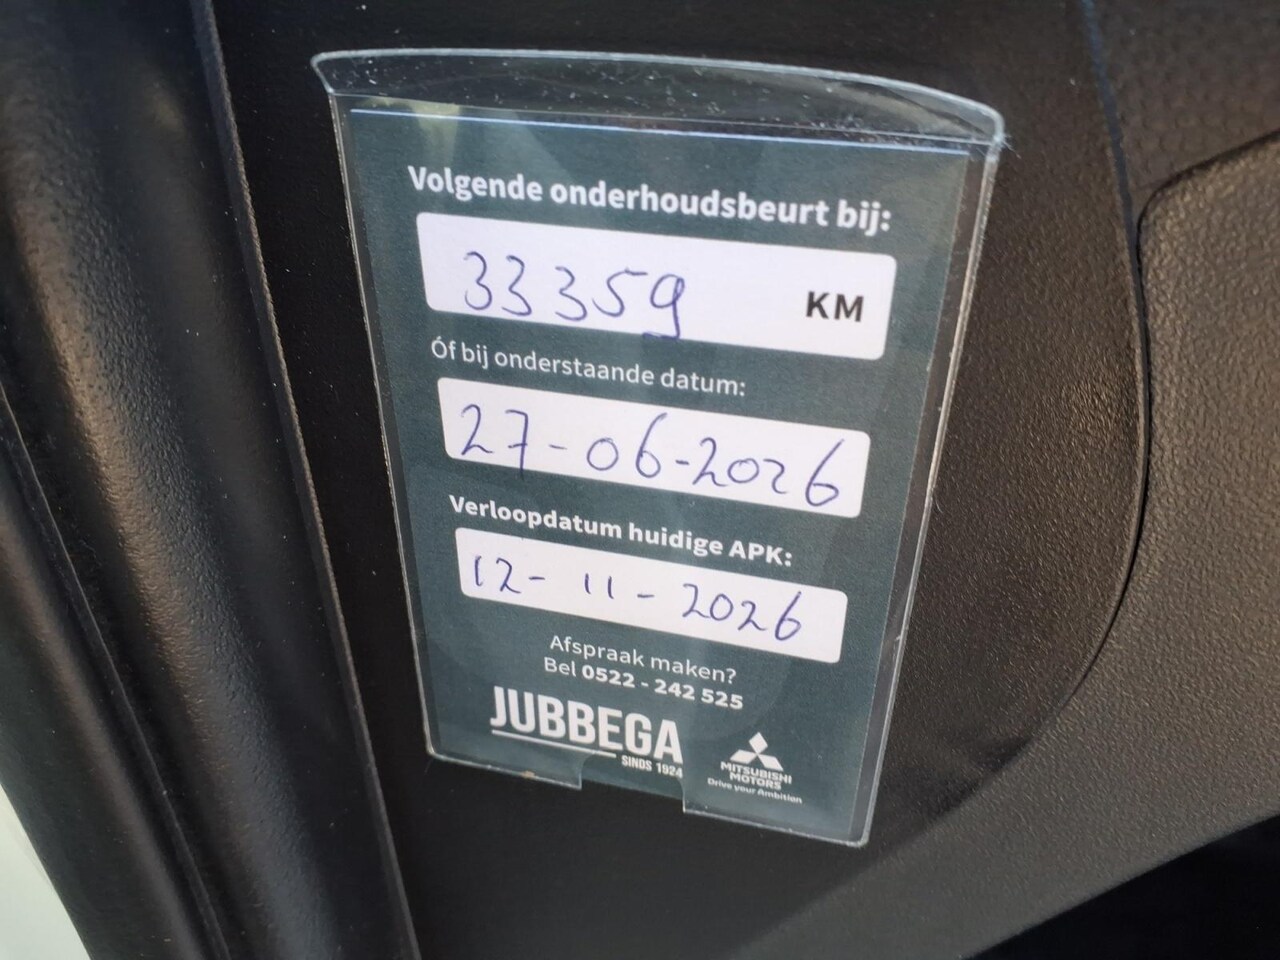 Volgende onderhoudsbeurt bij:
33359 KM
Óf bij onderstaande datum:
27-06-2026
Verloopdatum huidige APK:
12-11-2026
Afspraak maken?
Bel 0522 - 242 525
JUBBEGA
SINDS 1924
MITSUBISHI
MOTORS
Drive your Ambition